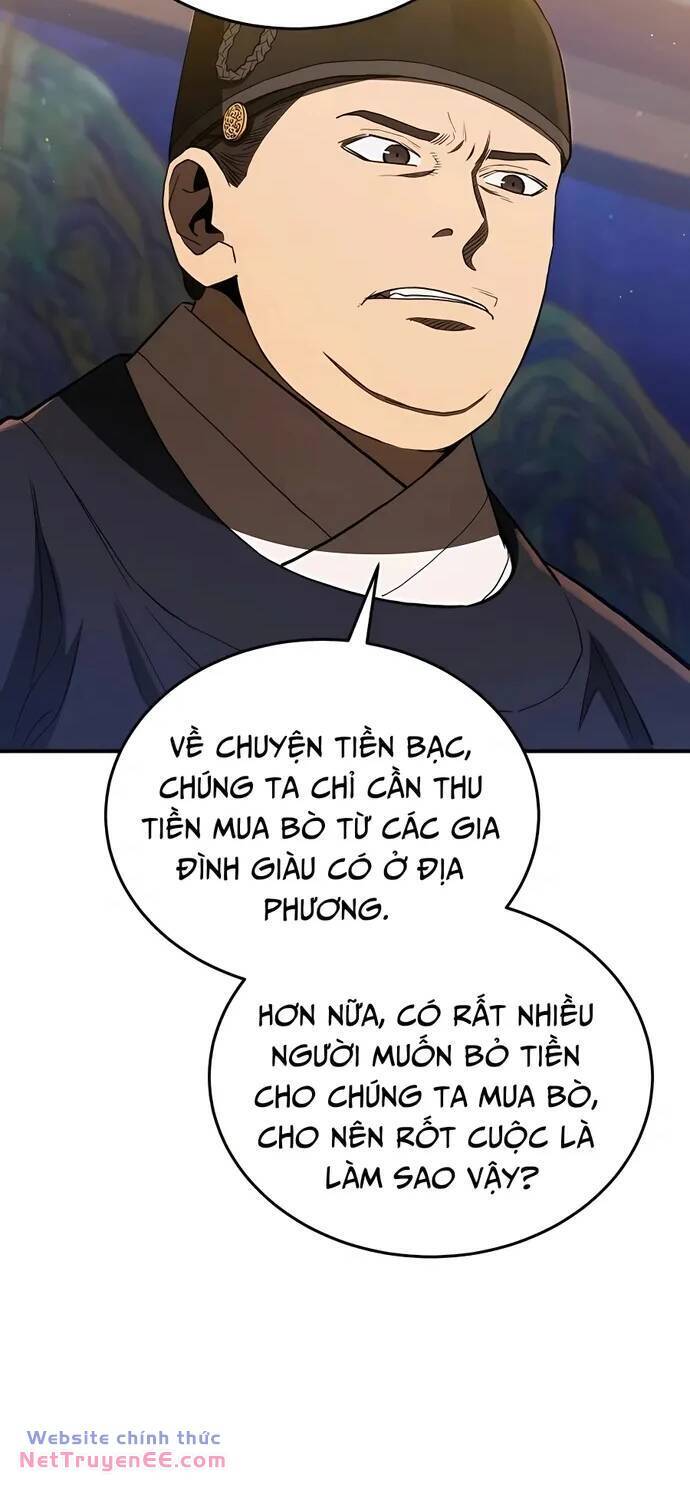 VỀ CHUYỆN TIỀN BẠC,
CHÚNG TA CHỈ CẦN THU
TIỀN MUA BÒ TỪ CÁC GIA
ĐÌNH GIÀU CÓ Ở ĐỊA
PHƯƠNG.
HƠN NỮA, CÓ RẤT NHIỀU
NGƯỜI MUỐN BỎ TIỀN
CHO CHÚNG TA MUA BÒ,
CHO NÊN RỐT CUỘC LÀ
LÀM SAO VẬY?
Website chính thức
NetTruyenEE.com